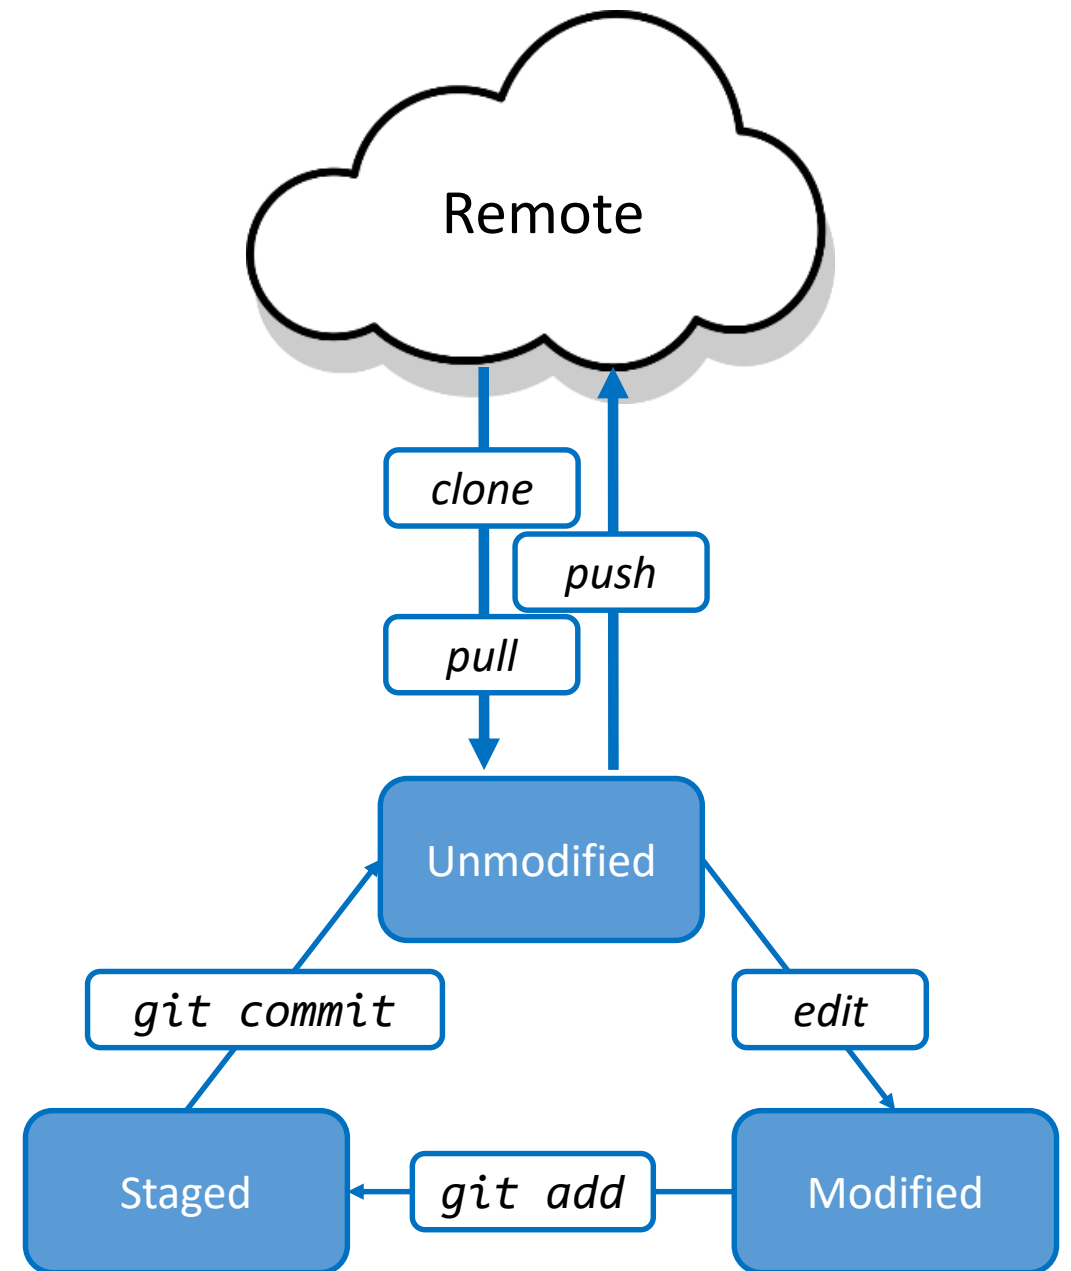 Remote
clone
push
pull
Unmodified
git commit
edit
Staged
git add
Modified